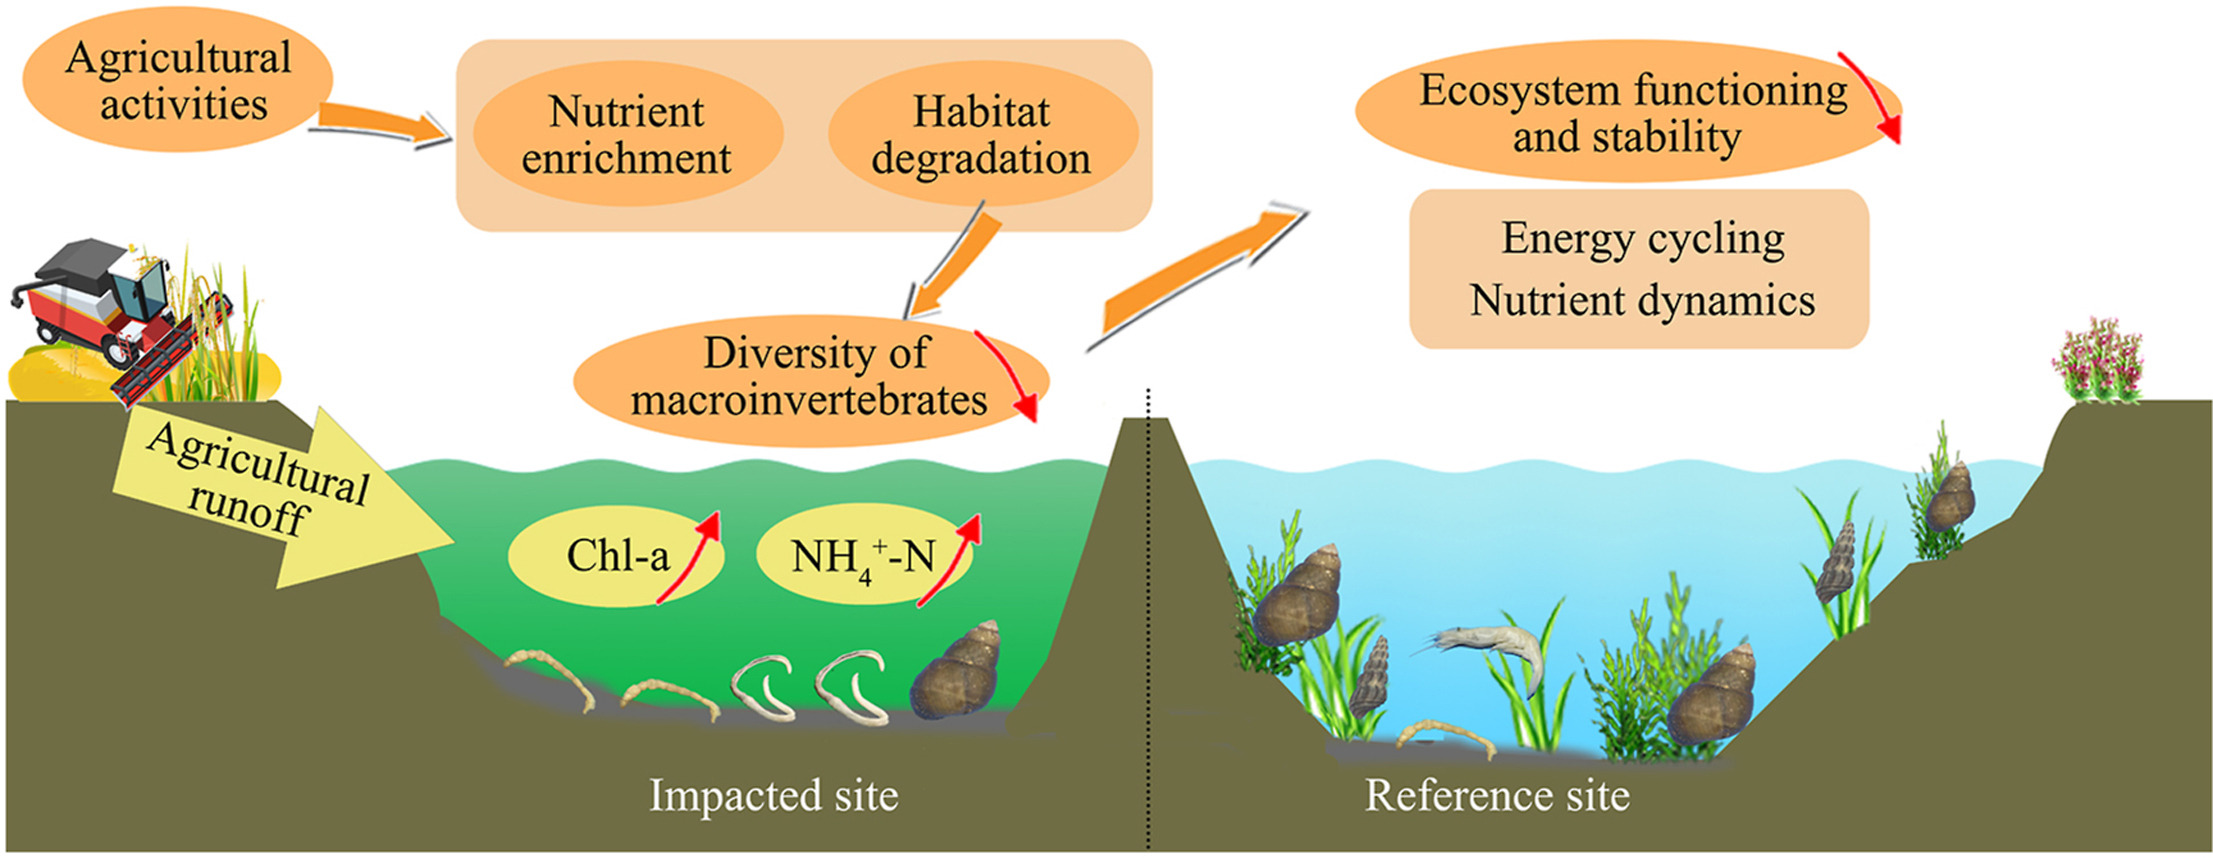 Agricultural
activities
Nutrient
enrichment
Habitat
degradation
Ecosystem functioning
and stability
Energy cycling
Nutrient dynamics
Diversity of
macroinvertebrates
Agricultural
runoff
Chl-a
NH₄⁺-N
Impacted site
Reference site